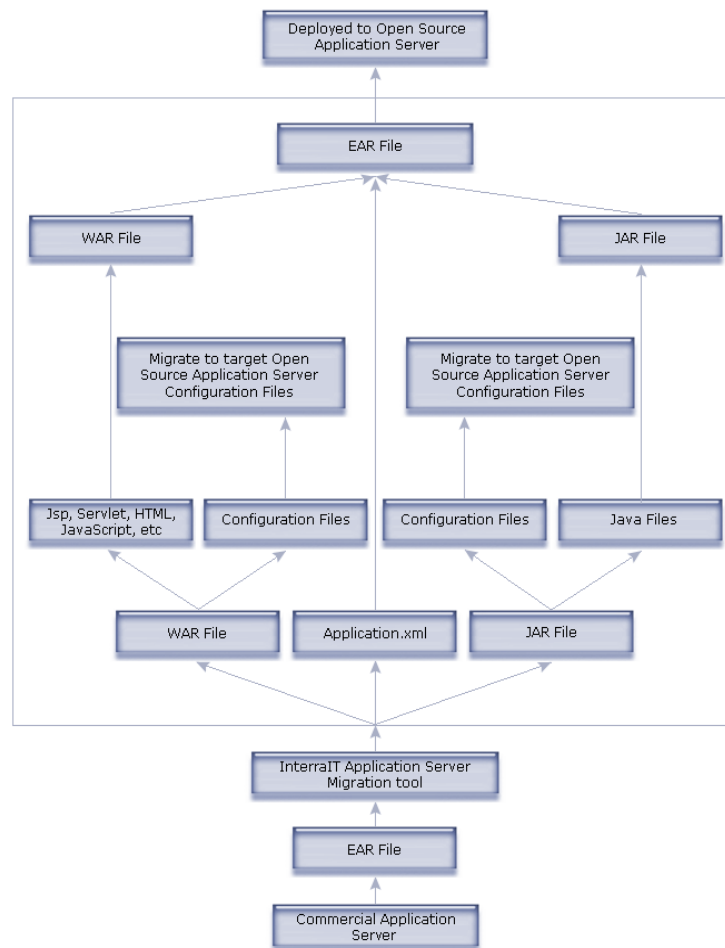 Deployed to Open Source
Application Server
EAR File
WAR File
JAR File
Migrate to target Open
Source Application Server
Configuration Files
Migrate to target Open
Source Application Server
Configuration Files
Jsp, Servlet, HTML,
JavaScript, etc
Configuration Files
Configuration Files
Java Files
WAR File
Application.xml
JAR File
InterraIT Application Server
Migration tool
EAR File
Commercial Application
Server